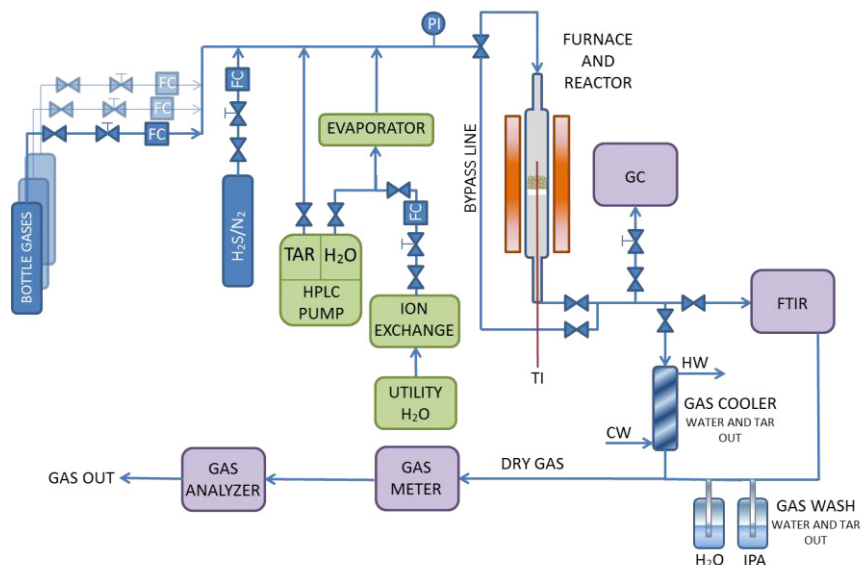 PI
FURNACE
AND
REACTOR
FC
FC
FC
FC
BOTTLE GASES
H₂S/N₂
EVAPORATOR
FC
TAR
H₂O
HPLC
PUMP
ION
EXCHANGE
UTILITY
H₂O
BYPASS LINE
GC
FTIR
TI
HW
GAS COOLER
WATER AND TAR
OUT
CW
GAS OUT
GAS
ANALYZER
GAS
METER
DRY GAS
GAS WASH
WATER AND TAR
OUT
H₂O
IPA